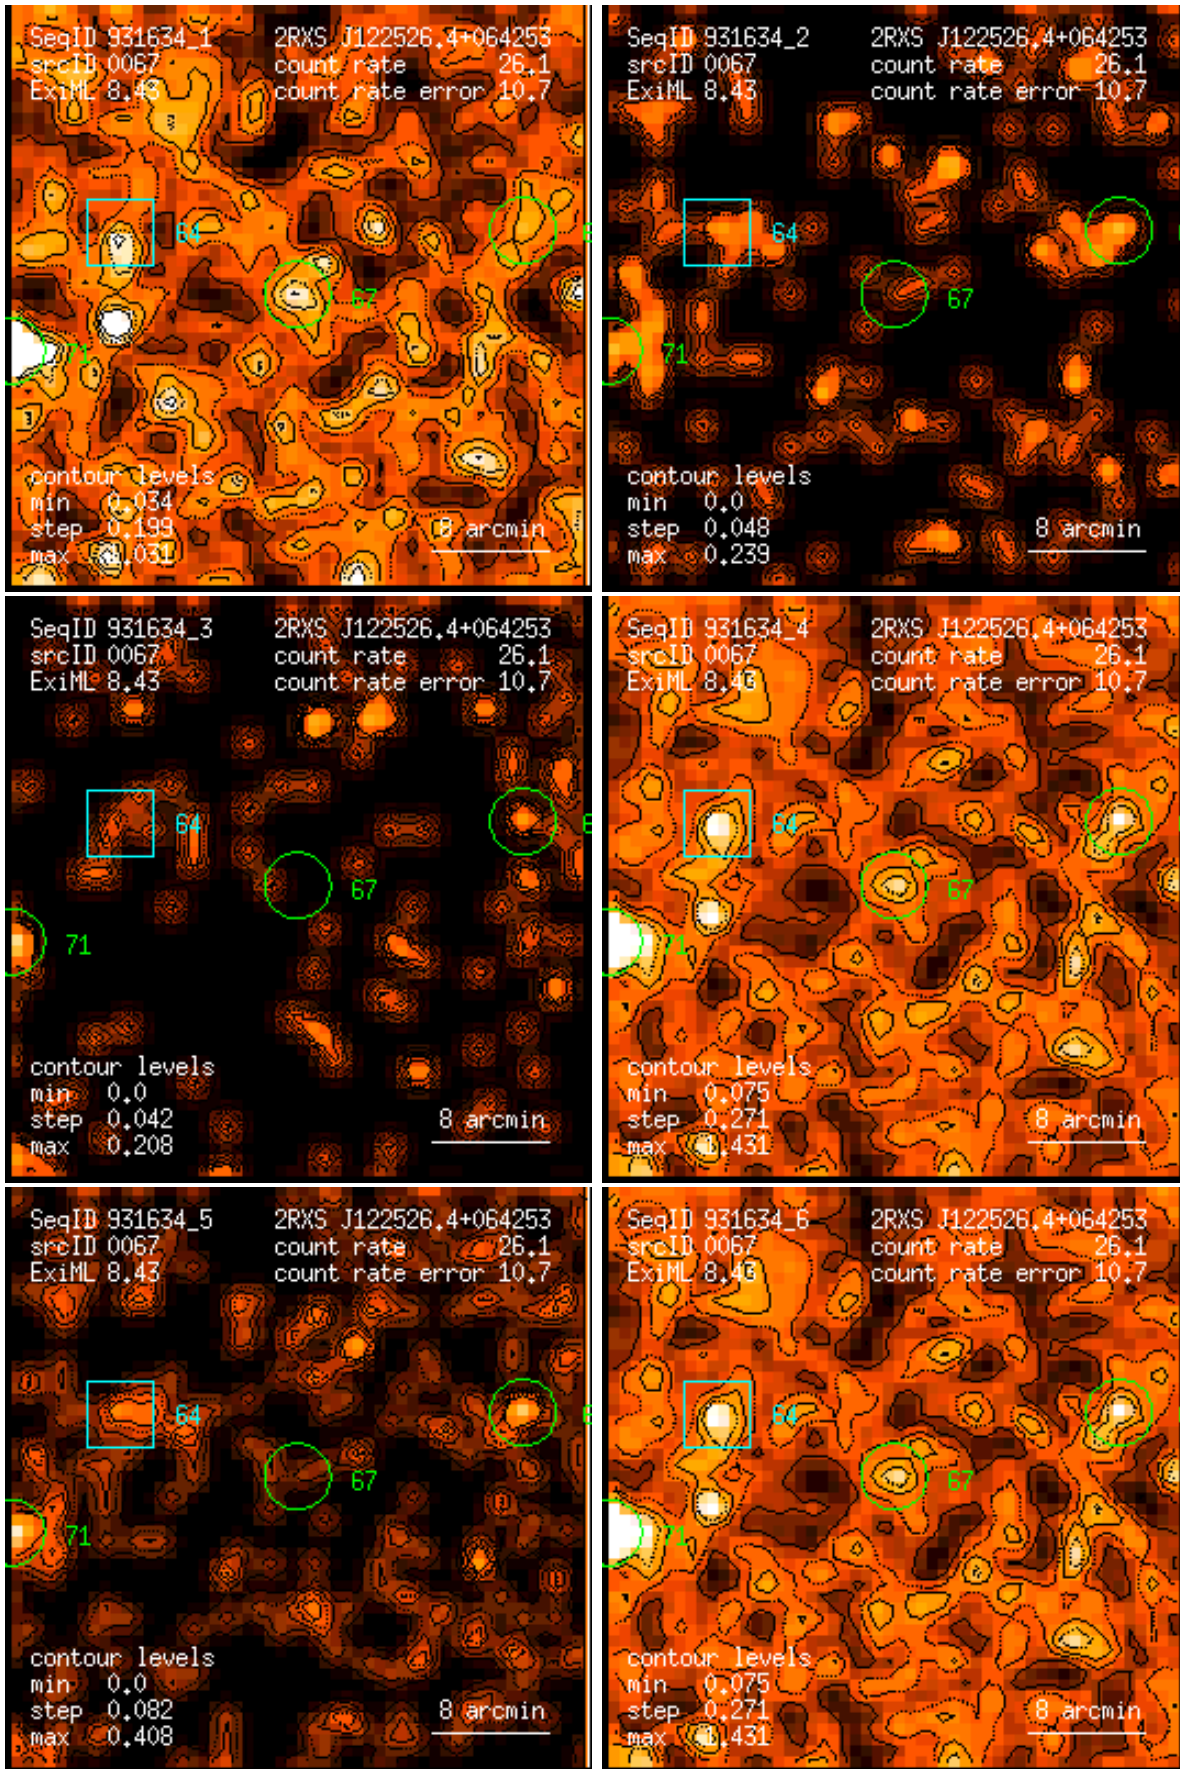 SeqID 931634_1 2RXS J122526.4+064253
srcID 0067 count rate 26.1
ExiML 8.43 count rate error 10.7
64
67
71
contour levels
min 0.034
step 0.199
max 1.031
8 arcmin
SeqID 931634_2 2RXS J122526.4+064253
srcID 0067 count rate 26.1
ExiML 8.43 count rate error 10.7
64
67
71
contour levels
min 0.0
step 0.048
max 0.239
8 arcmin
SeqID 931634_3 2RXS J122526.4+064253
srcID 0067 count rate 26.1
ExiML 8.43 count rate error 10.7
64
67
71
contour levels
min 0.0
step 0.042
max 0.208
8 arcmin
SeqID 931634_4 2RXS J122526.4+064253
srcID 0067 count rate 26.1
ExiML 8.43 count rate error 10.7
64
67
71
contour levels
min 0.075
step 0.271
max 1.431
8 arcmin
SeqID 931634_5 2RXS J122526.4+064253
srcID 0067 count rate 26.1
ExiML 8.43 count rate error 10.7
64
67
71
contour levels
min 0.0
step 0.082
max 0.408
8 arcmin
SeqID 931634_6 2RXS J122526.4+064253
srcID 0067 count rate 26.1
ExiML 8.43 count rate error 10.7
64
67
71
contour levels
min 0.075
step 0.271
max 1.431
8 arcmin